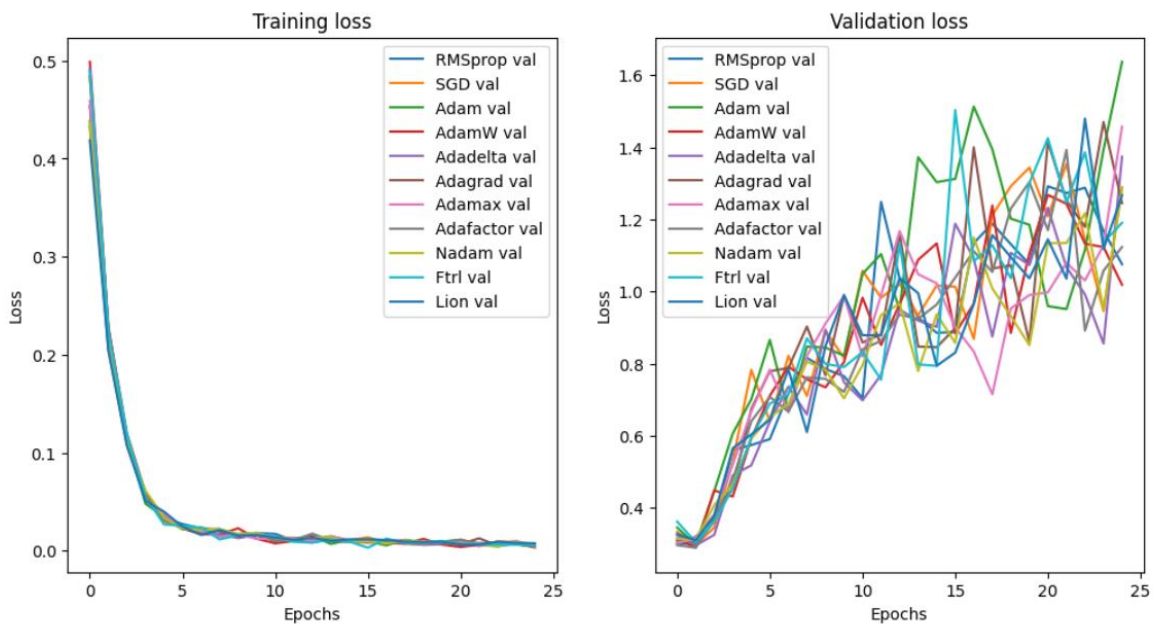 Training loss
Loss
0.5
0.4
0.3
0.2
0.1
0.0
RMSprop val
SGD val
Adam val
AdamW val
Adadelta val
Adagrad val
Adamax val
Adafactor val
Nadam val
Ftrl val
Lion val
0 5 10 15 20 25
Epochs
Validation loss
Loss
1.6
1.4
1.2
1.0
0.8
0.6
0.4
RMSprop val
SGD val
Adam val
AdamW val
Adadelta val
Adagrad val
Adamax val
Adafactor val
Nadam val
Ftrl val
Lion val
0 5 10 15 20 25
Epochs